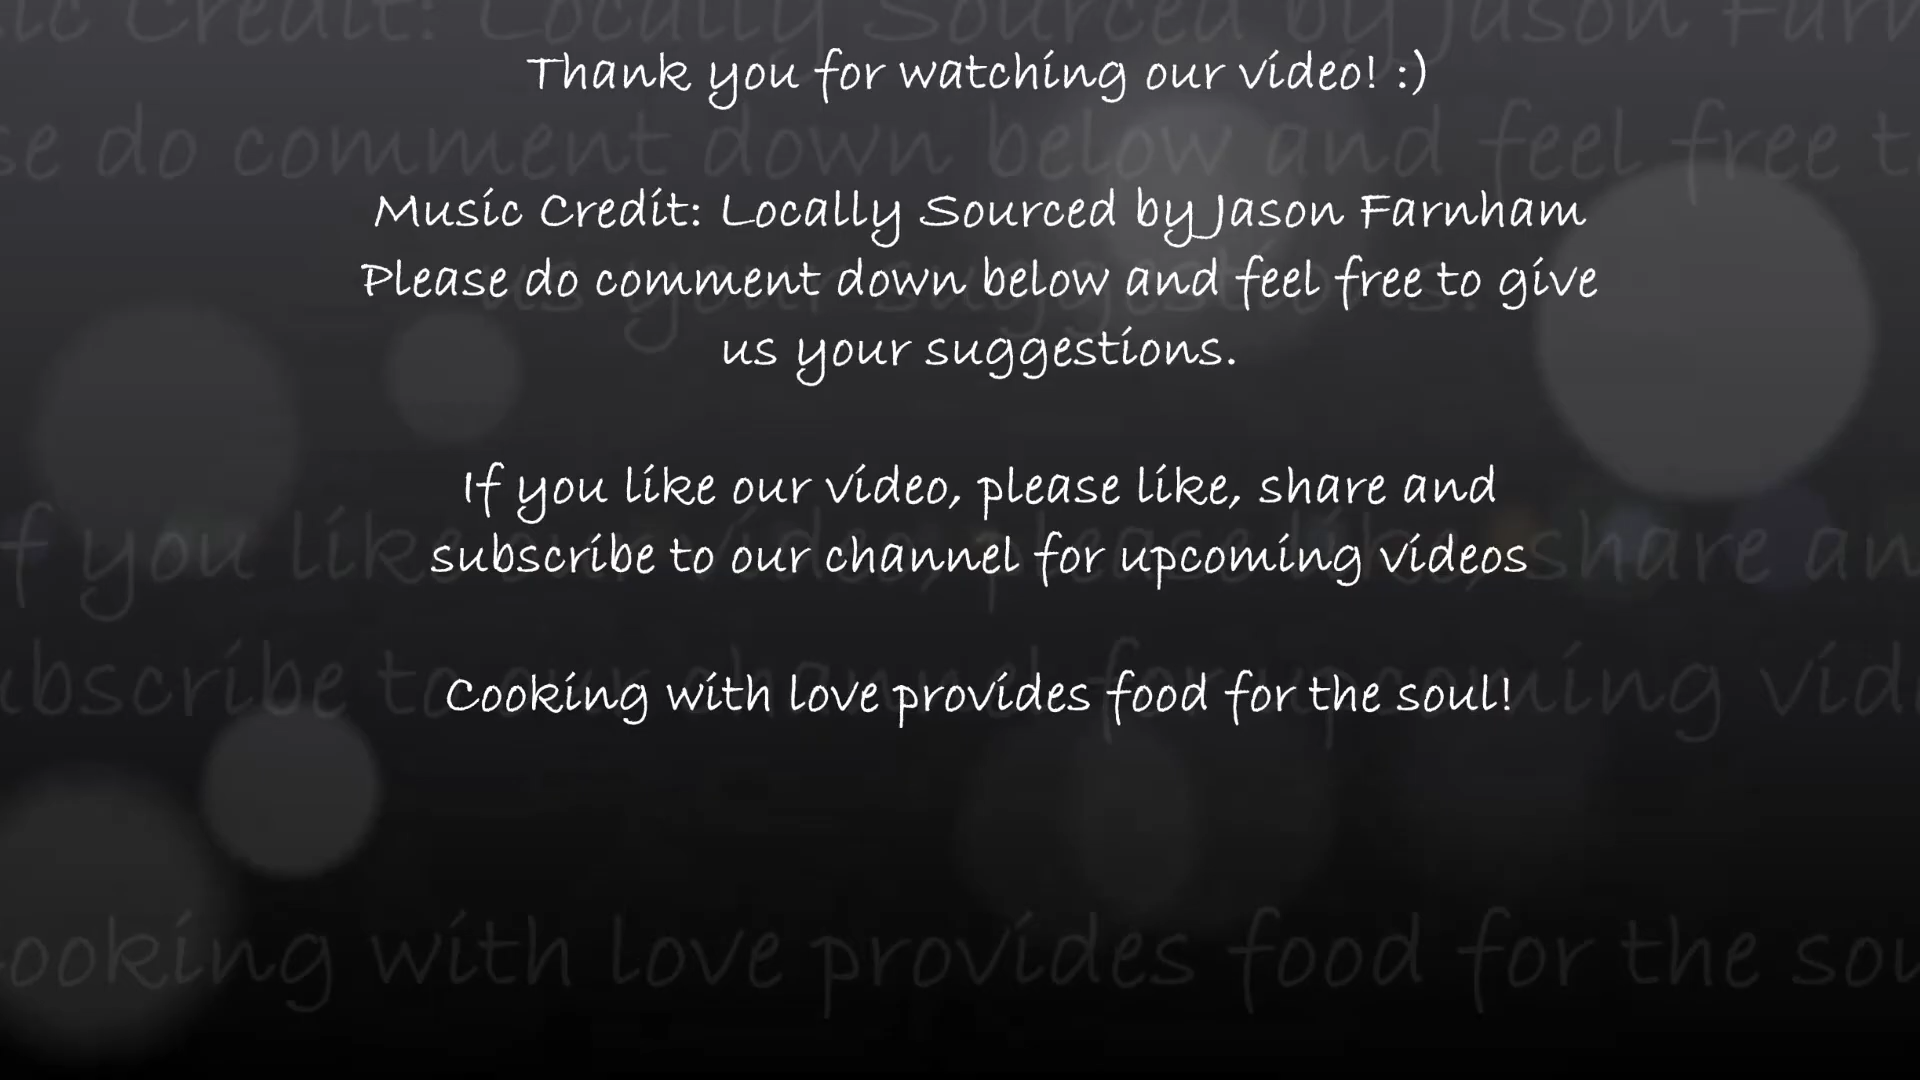 Thank you for watching our video! :)
Music Credit: Locally Sourced by Jason Farnham
Please do comment down below and feel free to give
us your suggestions.
If you like our video, please like, share and
subscribe to our channel for upcoming videos
Cooking with love provides food for the soul!